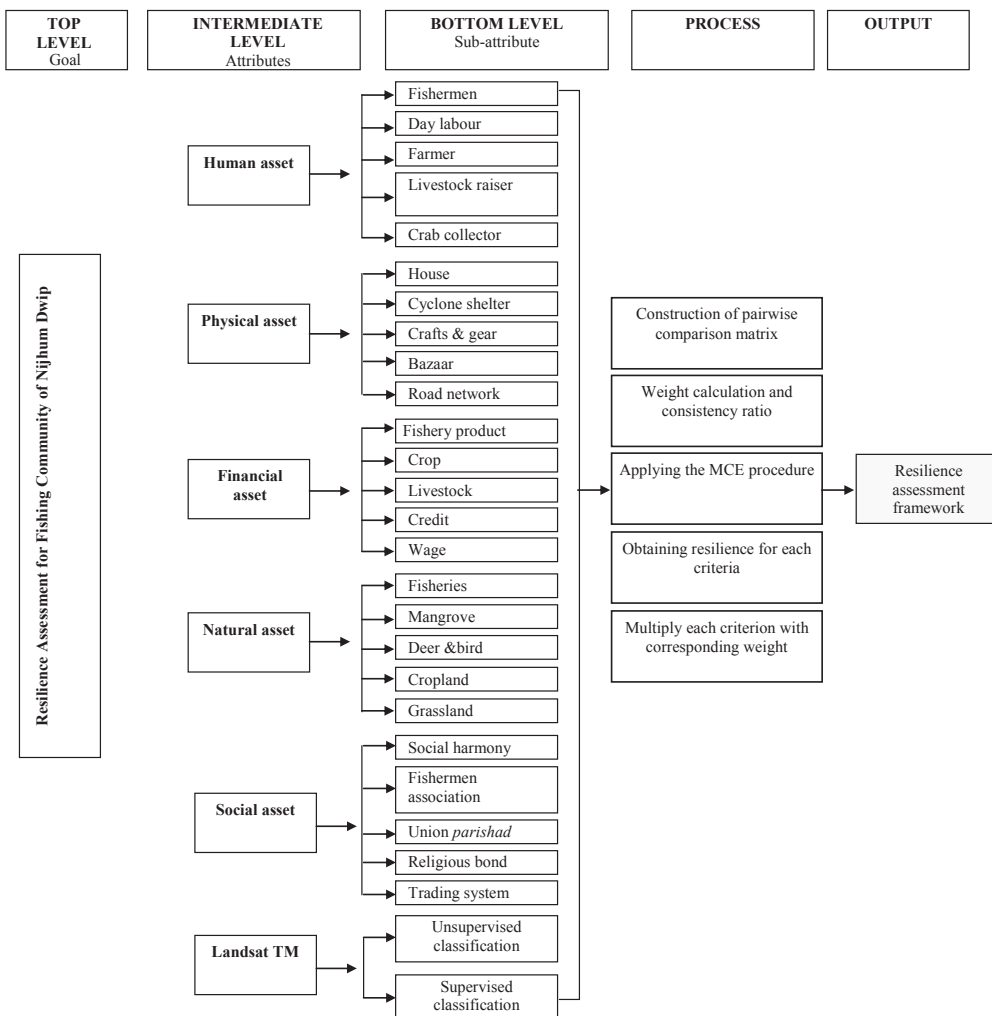 TOP
LEVEL
Goal
INTERMEDIATE
LEVEL
Attributes
BOTTOM LEVEL
Sub-attribute
PROCESS
OUTPUT
Resilience Assessment for Fishing Community of Nijhum Dwip
Human asset
Fishermen
Day labour
Farmer
Livestock raiser
Crab collector
Physical asset
House
Cyclone shelter
Crafts & gear
Bazaar
Road network
Financial
asset
Fishery product
Crop
Livestock
Credit
Wage
Natural asset
Fisheries
Mangrove
Deer &bird
Cropland
Grassland
Social asset
Social harmony
Fishermen
association
Union parishad
Religious bond
Trading system
Landsat TM
Unsupervised
classification
Supervised
classification
Construction of pairwise
comparison matrix
Weight calculation and
consistency ratio
Applying the MCE procedure
Obtaining resilience for each
criteria
Multiply each criterion with
corresponding weight
Resilience
assessment
framework